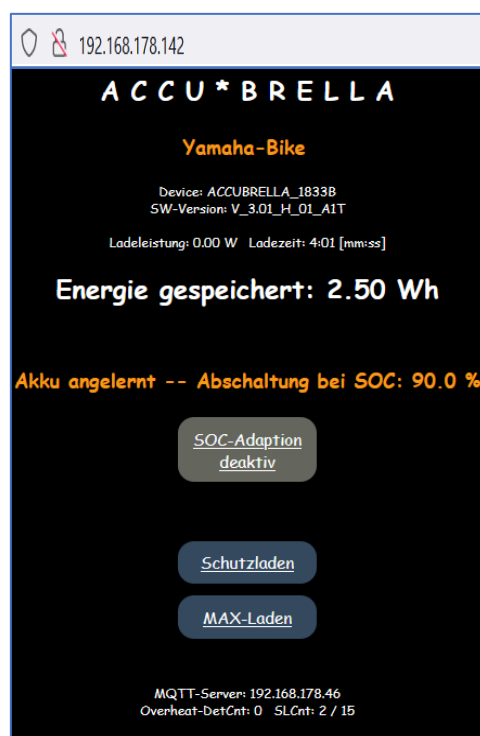 192.168.178.142
ACCU*BRELLA
Yamaha-Bike
Device: ACCUBRELLA_1833B
SW-Version: V_3.01_H_01_A1T
Ladeleistung: 0.00 W Ladezeit: 4:01 [mm:ss]
Energie gespeichert: 2.50 Wh
Akku angelernt -- Abschaltung bei SOC: 90.0 %
SOC-Adaption
deaktiv
Schutzladen
MAX-Laden
MQTT-Server: 192.168.178.46
Overheat-DetCnt: 0 SLCnt: 2 / 15